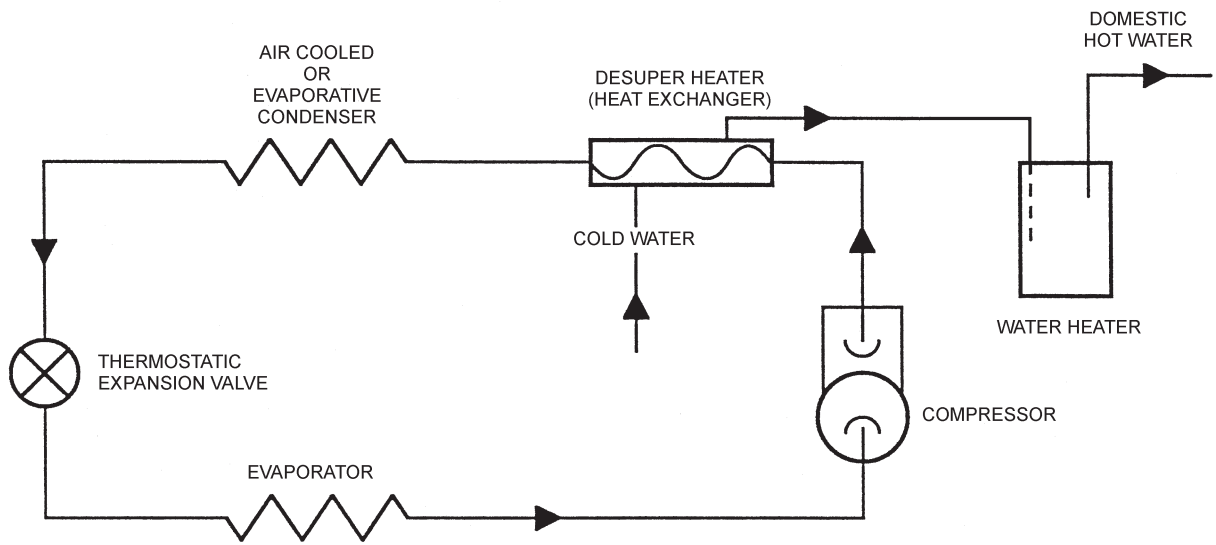 DOMESTIC
HOT WATER
AIR COOLED
OR
EVAPORATIVE
CONDENSER
DESUPER HEATER
(HEAT EXCHANGER)
COLD WATER
WATER HEATER
THERMOSTATIC
EXPANSION VALVE
COMPRESSOR
EVAPORATOR